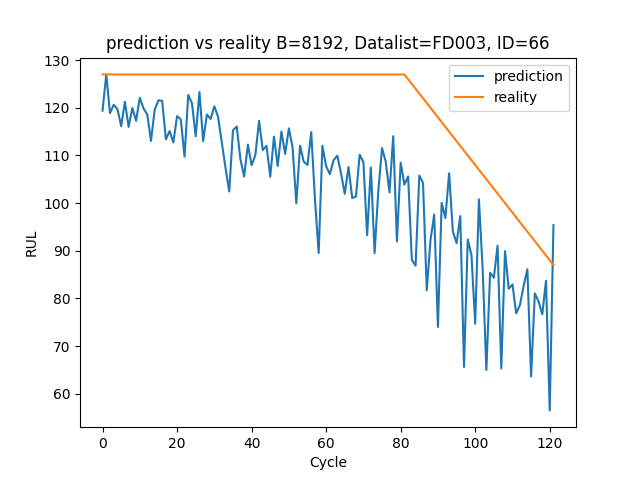 prediction vs reality B=8192, Datalist=FD003, ID=66
prediction
reality
130
120
110
100
90
80
70
60
RUL
0 20 40 60 80 100 120
Cycle